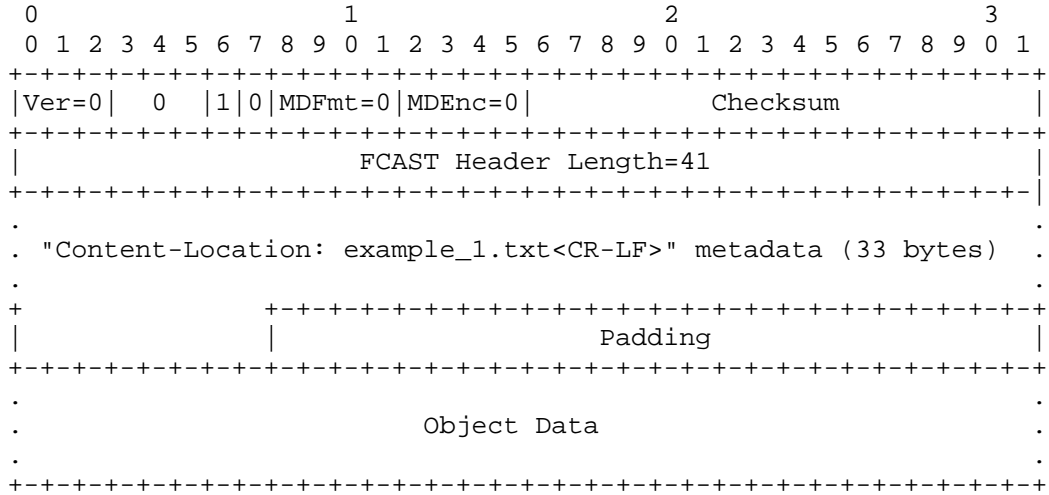 0                   1                   2                   3
 0 1 2 3 4 5 6 7 8 9 0 1 2 3 4 5 6 7 8 9 0 1 2 3 4 5 6 7 8 9 0 1
+-+-+-+-+-+-+-+-+-+-+-+-+-+-+-+-+-+-+-+-+-+-+-+-+-+-+-+-+-+-+-+-+
|Ver=0|  0  |1|0|MDFmt=0|MDEnc=0|           Checksum            |
+-+-+-+-+-+-+-+-+-+-+-+-+-+-+-+-+-+-+-+-+-+-+-+-+-+-+-+-+-+-+-+-+
|                     FCAST Header Length=41                    |
+-+-+-+-+-+-+-+-+-+-+-+-+-+-+-+-+-+-+-+-+-+-+-+-+-+-+-+-+-+-+-+-|
.                                                               .
. "Content-Location: example_1.txt<CR-LF>" metadata (33 bytes)  .
.                                                               .
+               +-+-+-+-+-+-+-+-+-+-+-+-+-+-+-+-+-+-+-+-+-+-+-+-+
|               |                    Padding                    |
+-+-+-+-+-+-+-+-+-+-+-+-+-+-+-+-+-+-+-+-+-+-+-+-+-+-+-+-+-+-+-+-+
.                                                               .
.                         Object Data                           .
.                                                               .
+-+-+-+-+-+-+-+-+-+-+-+-+-+-+-+-+-+-+-+-+-+-+-+-+-+-+-+-+-+-+-+-+